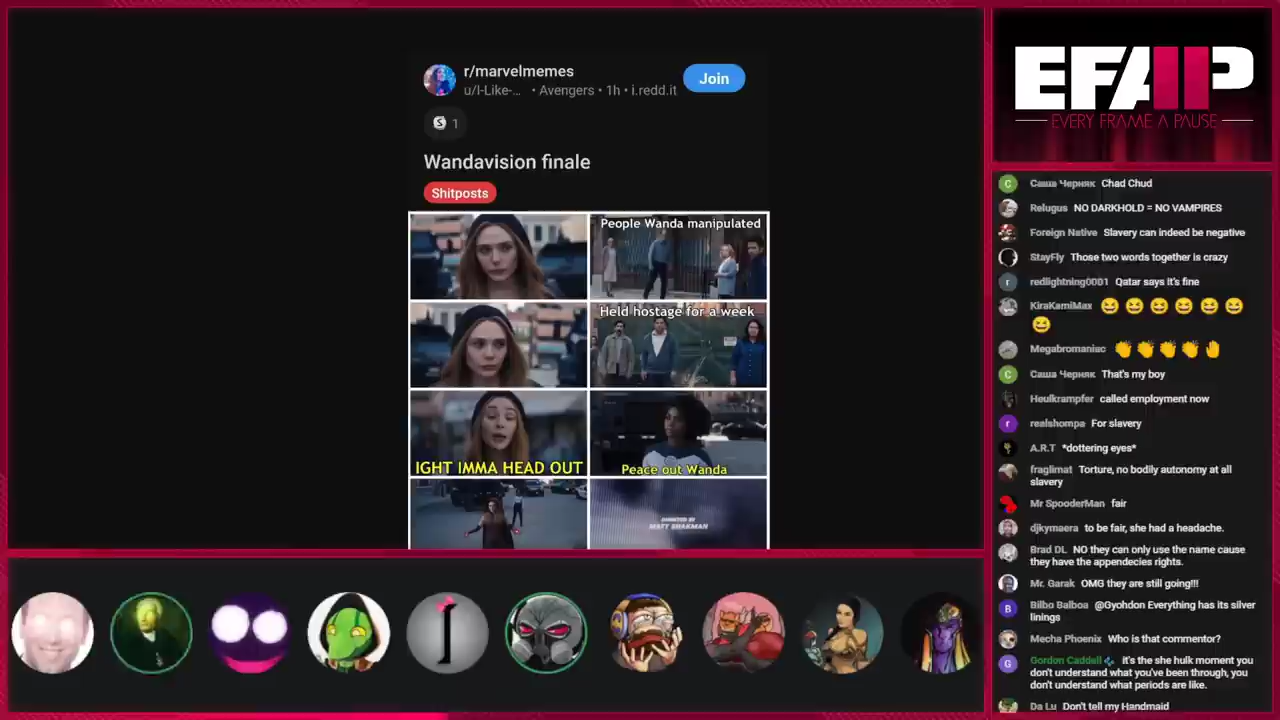 r/marvelmemes
u/I-Like-... • Avengers • 1h • i.redd.it
Join
1
Wandavision finale
Shitposts
People Wanda manipulated
Held hostage for a week
IGHT IMMA HEAD OUT
Peace out Wanda
DIRECTED BY
MATT SHAKMAN
EFAP
EVERY FRAME A PAUSE
Саша Черняк Chad Chud
Relugus NO DARKHOLD = NO VAMPIRES
Foreign Native Slavery can indeed be negative
StayFly Those two words together is crazy
redlightning0001 Qatar says it's fine
KiraKamiMax 😆 😆 😆 😆 😆 😆
😆
Megabromaniac 👏 👏 👏 👏 🤚
Саша Черняк That's my boy
Heulkrampfer called employment now
realshompa For slavery
A.R.T *dottering eyes*
fraglimat Torture, no bodily autonomy at all
slavery
Mr SpooderMan fair
djkymaera to be fair, she had a headache.
Brad DL NO they can only use the name cause
they have the appendecies rights.
Mr. Garak OMG they are still going!!!
Bilbo Balboa @Gyohdon Everything has its silver
linings
Mecha Phoenix Who is that commentor?
Gordon Caddell it's the she hulk moment you
don't understand what you've been through, you
don't understand what periods are like.
Da Lu Don't tell my Handmaid